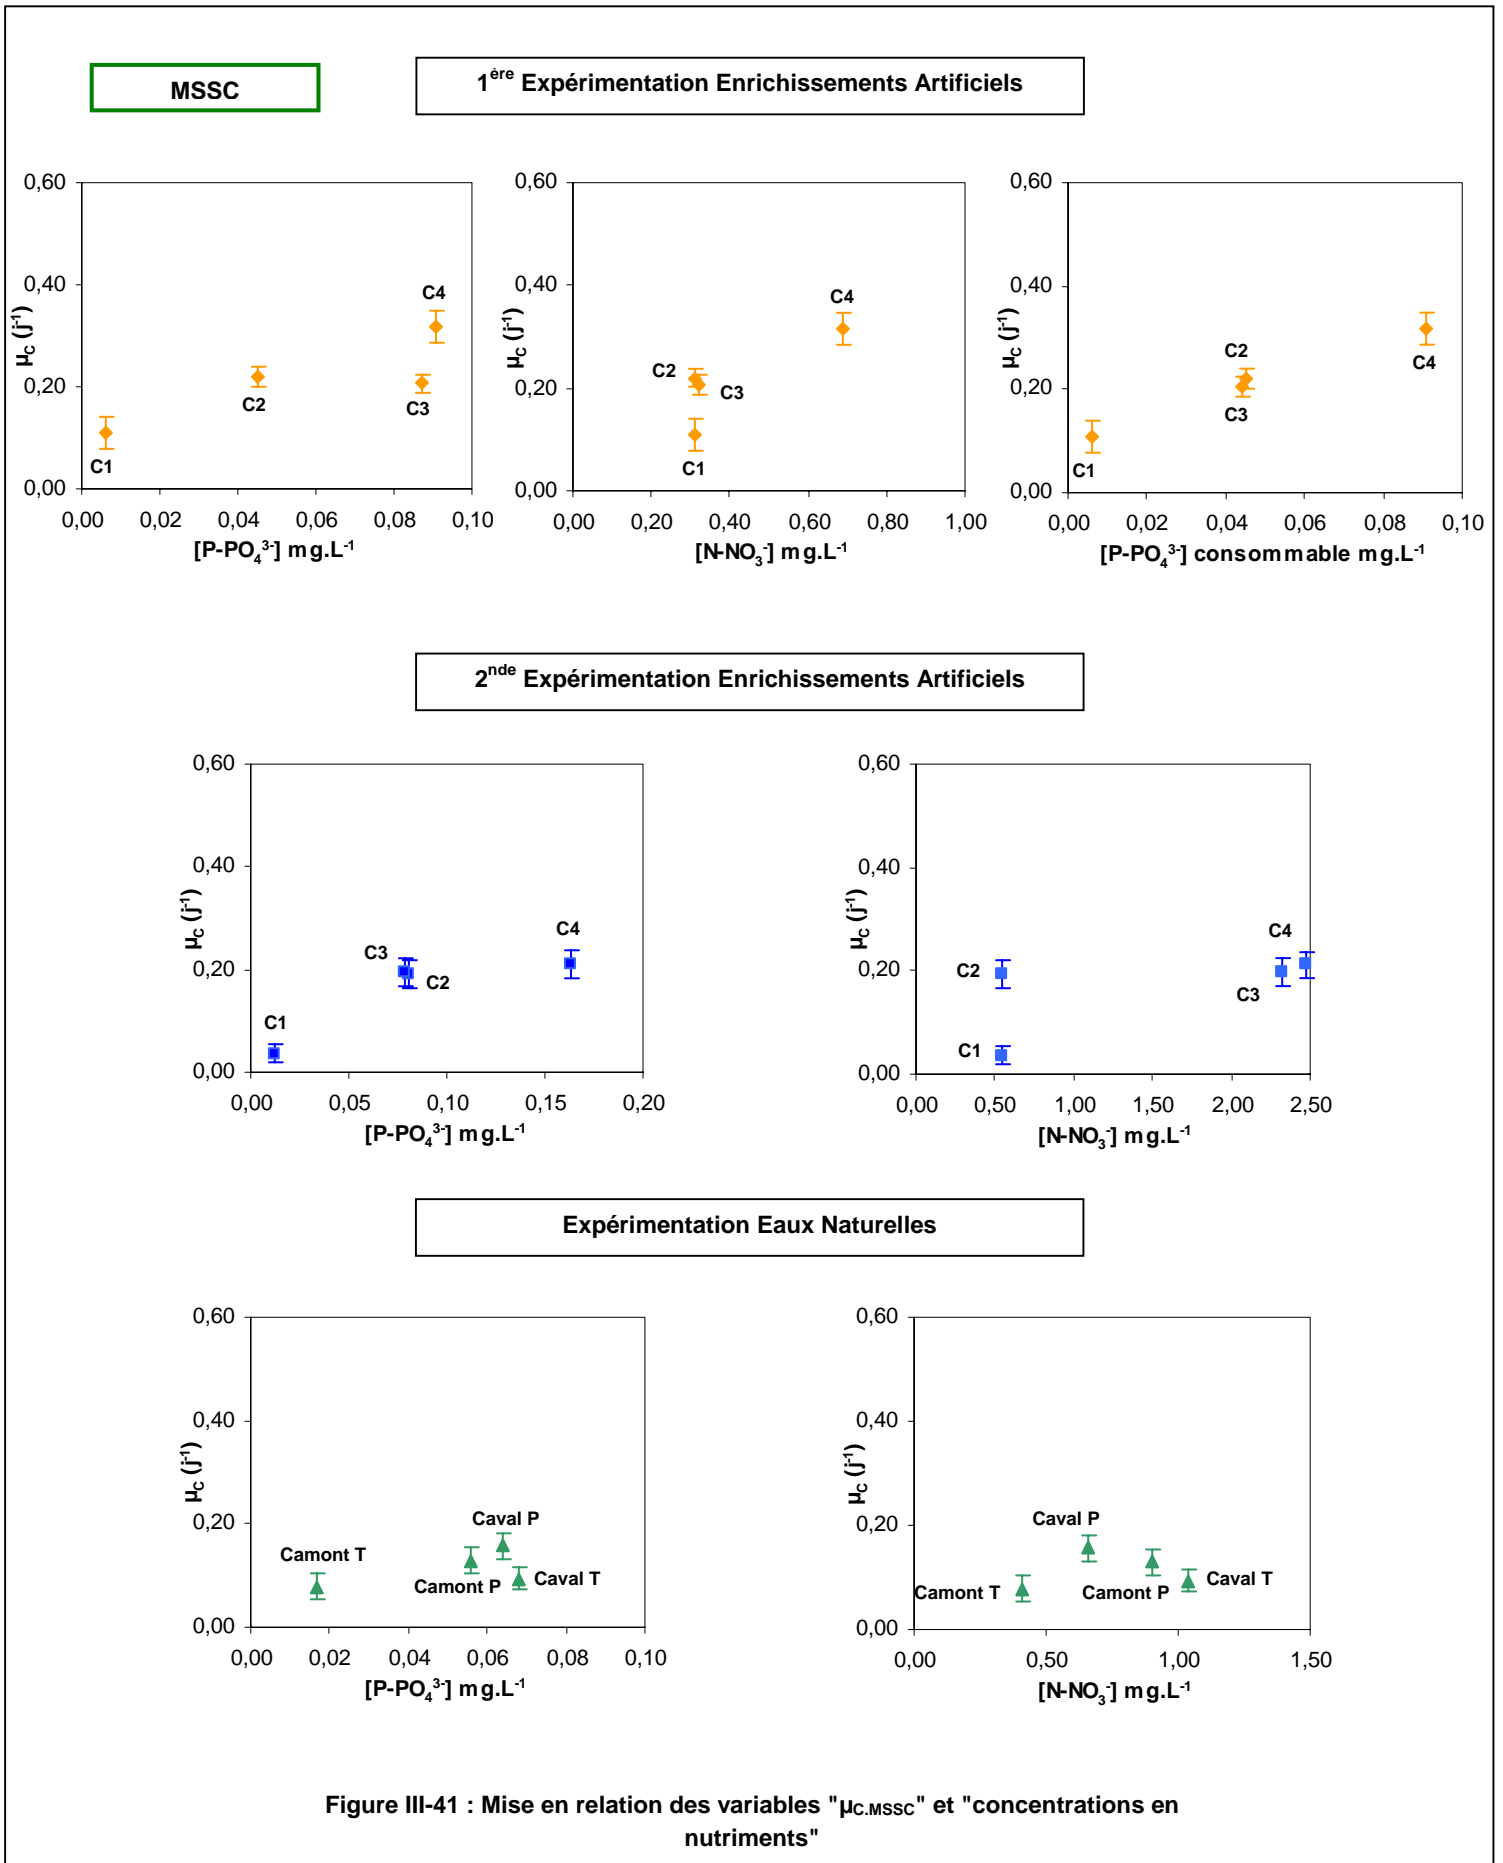 MSSC
1ère Expérimentation Enrichissements Artificiels
0,60
0,40
0,20
0,00
µC (j-1)
C1
C2
C3
C4
0,00 0,02 0,04 0,06 0,08 0,10
[P-PO43-] mg.L-1
0,60
0,40
0,20
0,00
µC (j-1)
C2
C3
C1
C4
0,00 0,20 0,40 0,60 0,80 1,00
[N-NO3-] mg.L-1
0,60
0,40
0,20
0,00
µC (j-1)
C1
C2
C3
C4
0,00 0,02 0,04 0,06 0,08 0,10
[P-PO43-] consommable mg.L-1
2nde Expérimentation Enrichissements Artificiels
0,60
0,40
0,20
0,00
µC (j-1)
C1
C3
C2
C4
0,00 0,05 0,10 0,15 0,20
[P-PO43-] mg.L-1
0,60
0,40
0,20
0,00
µC (j-1)
C2
C1
C4
C3
0,00 0,50 1,00 1,50 2,00 2,50
[N-NO3-] mg.L-1
Expérimentation Eaux Naturelles
0,60
0,40
0,20
0,00
µC (j-1)
Camont T
Caval P
Camont P
Caval T
0,00 0,02 0,04 0,06 0,08 0,10
[P-PO43-] mg.L-1
0,60
0,40
0,20
0,00
µC (j-1)
Caval P
Camont T
Camont P
Caval T
0,00 0,50 1,00 1,50
[N-NO3-] mg.L-1
Figure III-41 : Mise en relation des variables "µC.MSSC" et "concentrations en
nutriments"